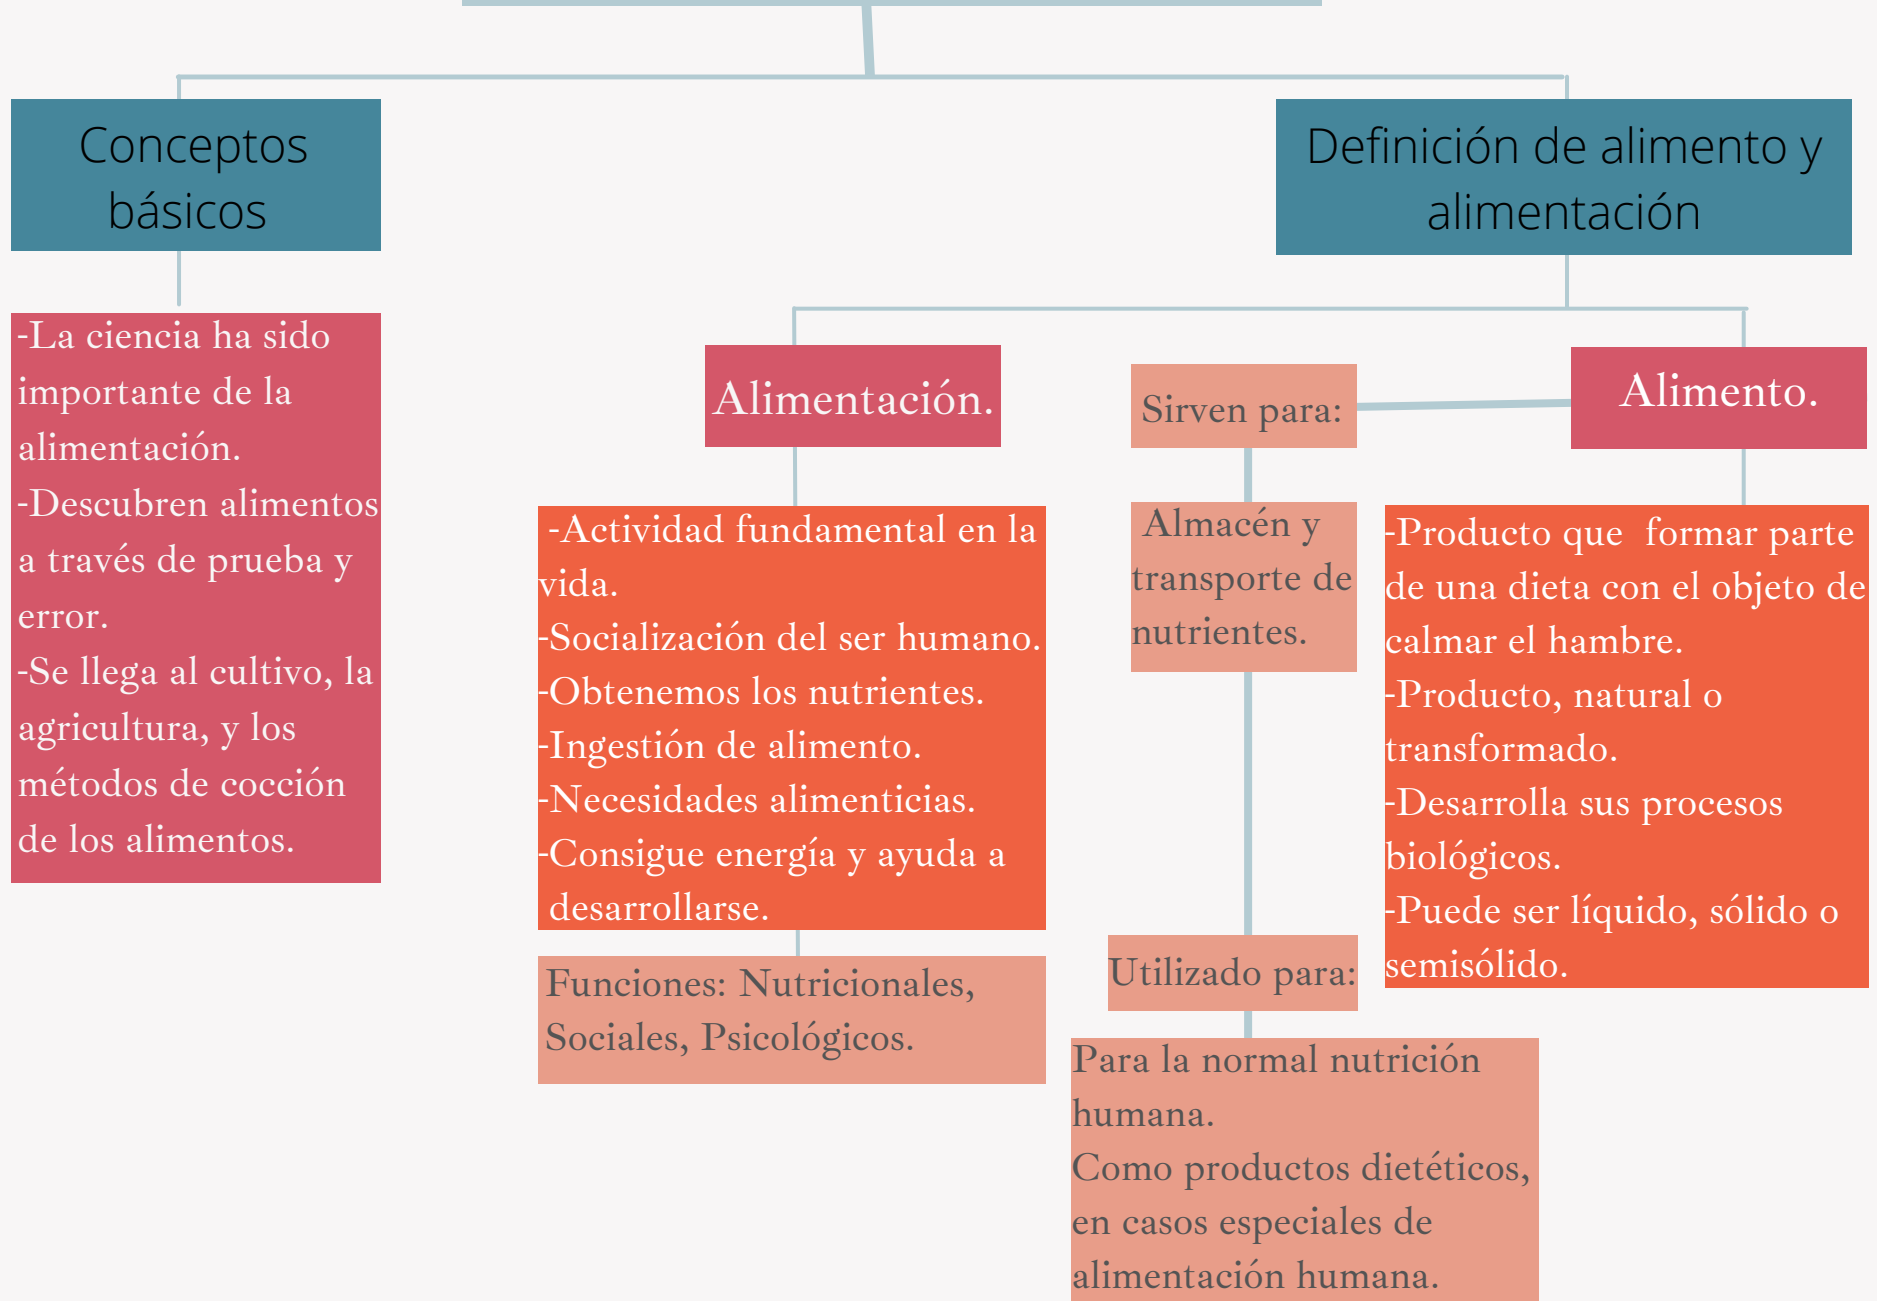 Conceptos
básicos
Definición de alimento y
alimentación
-La ciencia ha sido
importante de la
alimentación.
-Descubren alimentos
a través de prueba y
error.
-Se llega al cultivo, la
agricultura, y los
métodos de cocción
de los alimentos.
Alimentación.
-Actividad fundamental en la
vida.
-Socialización del ser humano.
-Obtenemos los nutrientes.
-Ingestión de alimento.
-Necesidades alimenticias.
-Consigue energía y ayuda a
desarrollarse.
Funciones: Nutricionales,
Sociales, Psicológicos.
Sirven para:
Almacén y
transporte de
nutrientes.
Utilizado para:
Para la normal nutrición
humana.
Como productos dietéticos,
en casos especiales de
alimentación humana.
Alimento.
-Producto que  formar parte
de una dieta con el objeto de
calmar el hambre.
-Producto, natural o
transformado.
-Desarrolla sus procesos
biológicos.
-Puede ser líquido, sólido o
semisólido.